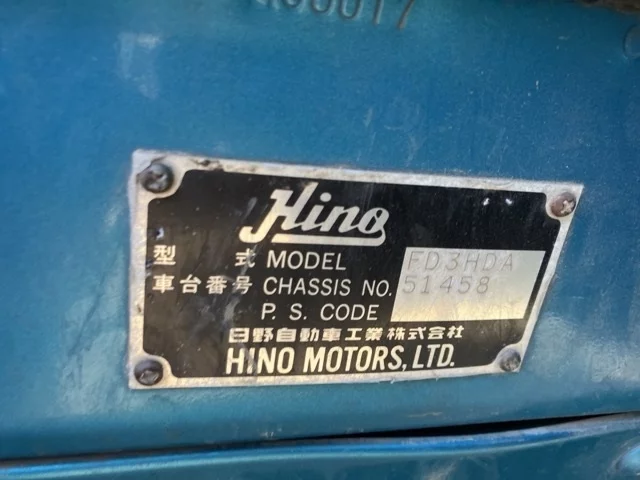 Hino
型 式 MODEL FD3HDA
車台番号 CHASSIS NO. 51458
P. S. CODE
日野自動車工業株式会社
HINO MOTORS, LTD.